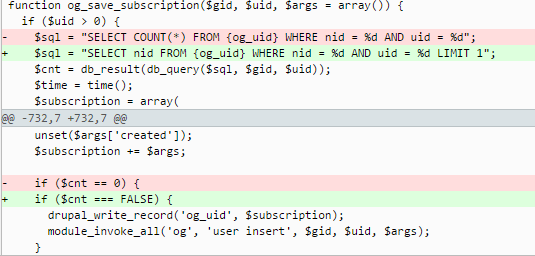 function og_save_subscription($gid, $uid, $args = array()) {
  if ($uid > 0) {
-    $sql = "SELECT COUNT(*) FROM {og_uid} WHERE nid = %d AND uid = %d";
+    $sql = "SELECT nid FROM {og_uid} WHERE nid = %d AND uid = %d LIMIT 1";
    $cnt = db_result(db_query($sql, $gid, $uid));
    $time = time();
    $subscription = array(
@@ -732,7 +732,7 @@
    unset($args['created']);
    $subscription += $args;
-    if ($cnt == 0) {
+    if ($cnt === FALSE) {
      drupal_write_record('og_uid', $subscription);
      module_invoke_all('og', 'user insert', $gid, $uid, $args);
    }